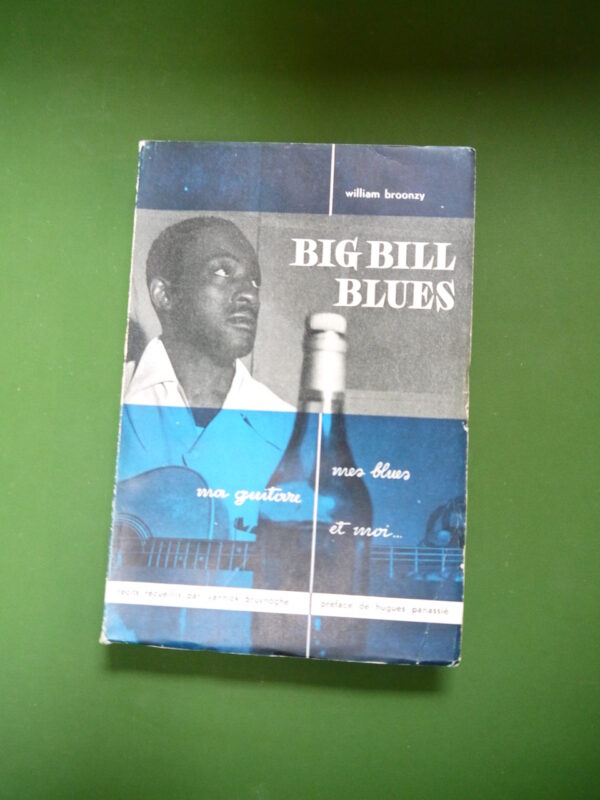 william broonzy
BIG BILL
BLUES
mes blues
ma guitare
et moi...
récits recueillis par yannick bruynoghe
préface de hugues panassié